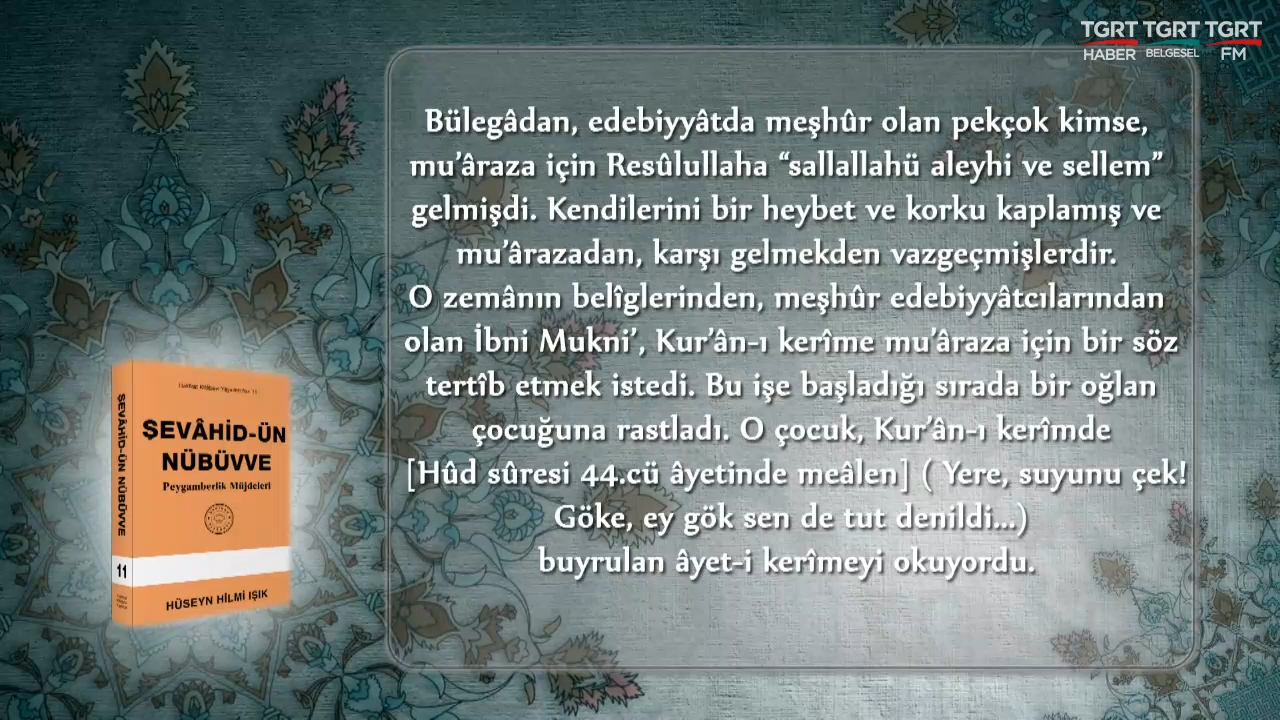 TGRT HABER
TGRT BELGESEL
TGRT FM
Bülegâdan, edebiyyâtda meşhûr olan pekçok kimse,
mu’âraza için Resûlullaha “sallallahü aleyhi ve sellem”
gelmişdi. Kendilerini bir heybet ve korku kaplamış ve
mu’ârazadan, karşı gelmekden vazgeçmişlerdir.
O zemânın belîglerinden, meşhûr edebiyyâtcılarından
olan İbni Mukni’, Kur’ân-ı kerîme mu’âraza için bir söz
tertîb etmek istedi. Bu işe başladığı sırada bir oğlan
çocuğuna rastladı. O çocuk, Kur’ân-ı kerîmde
[Hûd sûresi 44.cü âyetinde meâlen] ( Yere, suyunu çek!
Göke, ey gök sen de tut denildi...)
buyrulan âyet-i kerîmeyi okuyordu.
ŞEVÂHİD-ÜN NÜBÜVVE
11
ŞEVÂHİD-ÜN
NÜBÜVVE
Peygamberlik Müjdeleri
HÜSEYN HİLMİ IŞIK